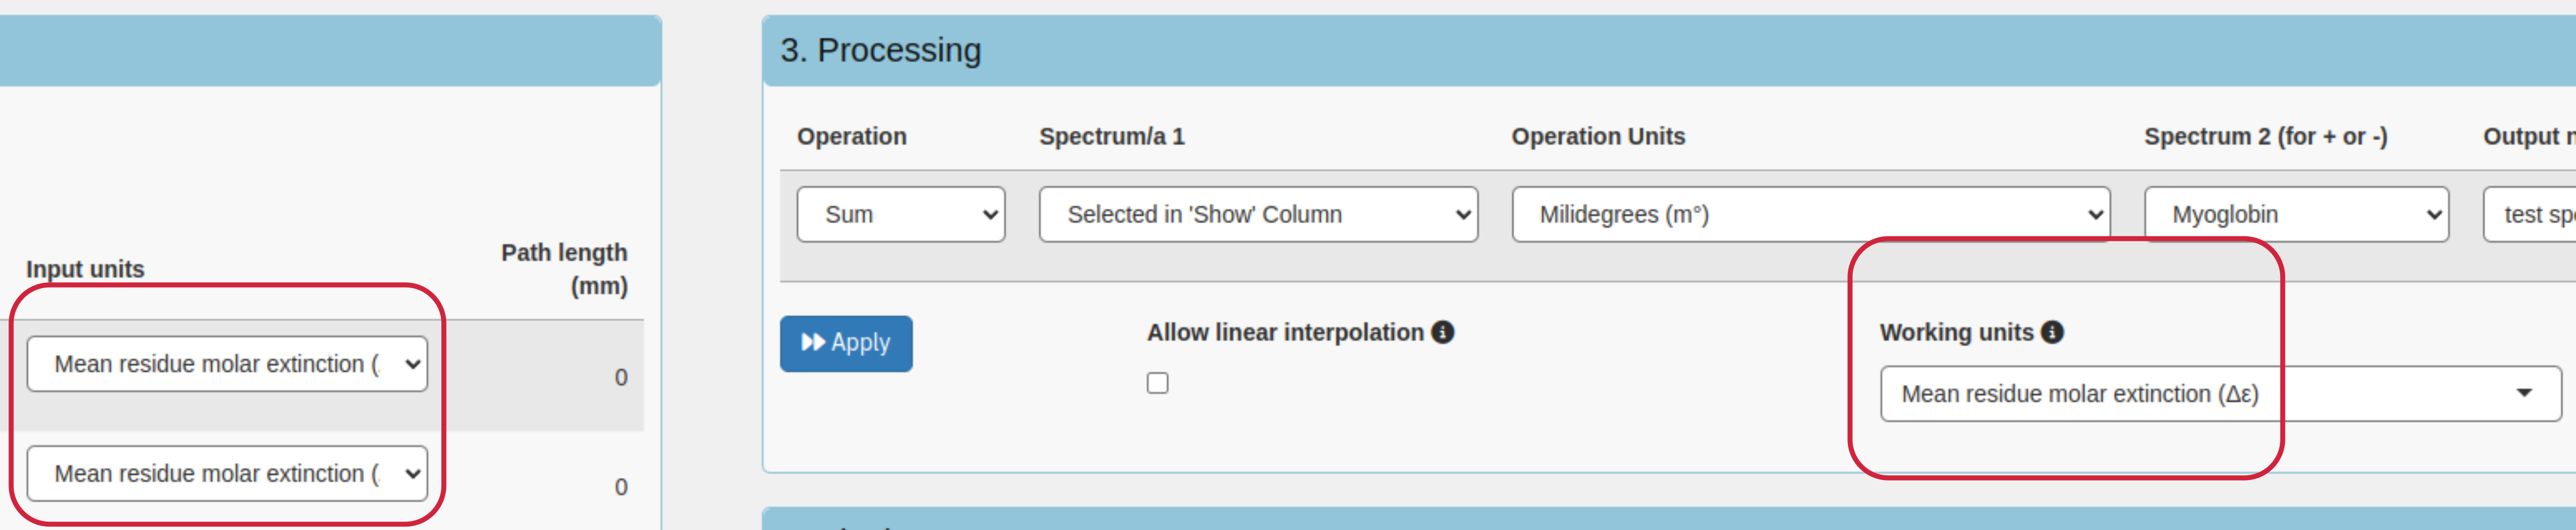 Input units
Path length
(mm)
Mean residue molar extinction (
0
Mean residue molar extinction (
0
3. Processing
Operation
Spectrum/a 1
Operation Units
Spectrum 2 (for + or -)
Output
Sum
Selected in 'Show' Column
Milidegrees (m°)
Myoglobin
test
Apply
Allow linear interpolation
Working units
Mean residue molar extinction (Δε)